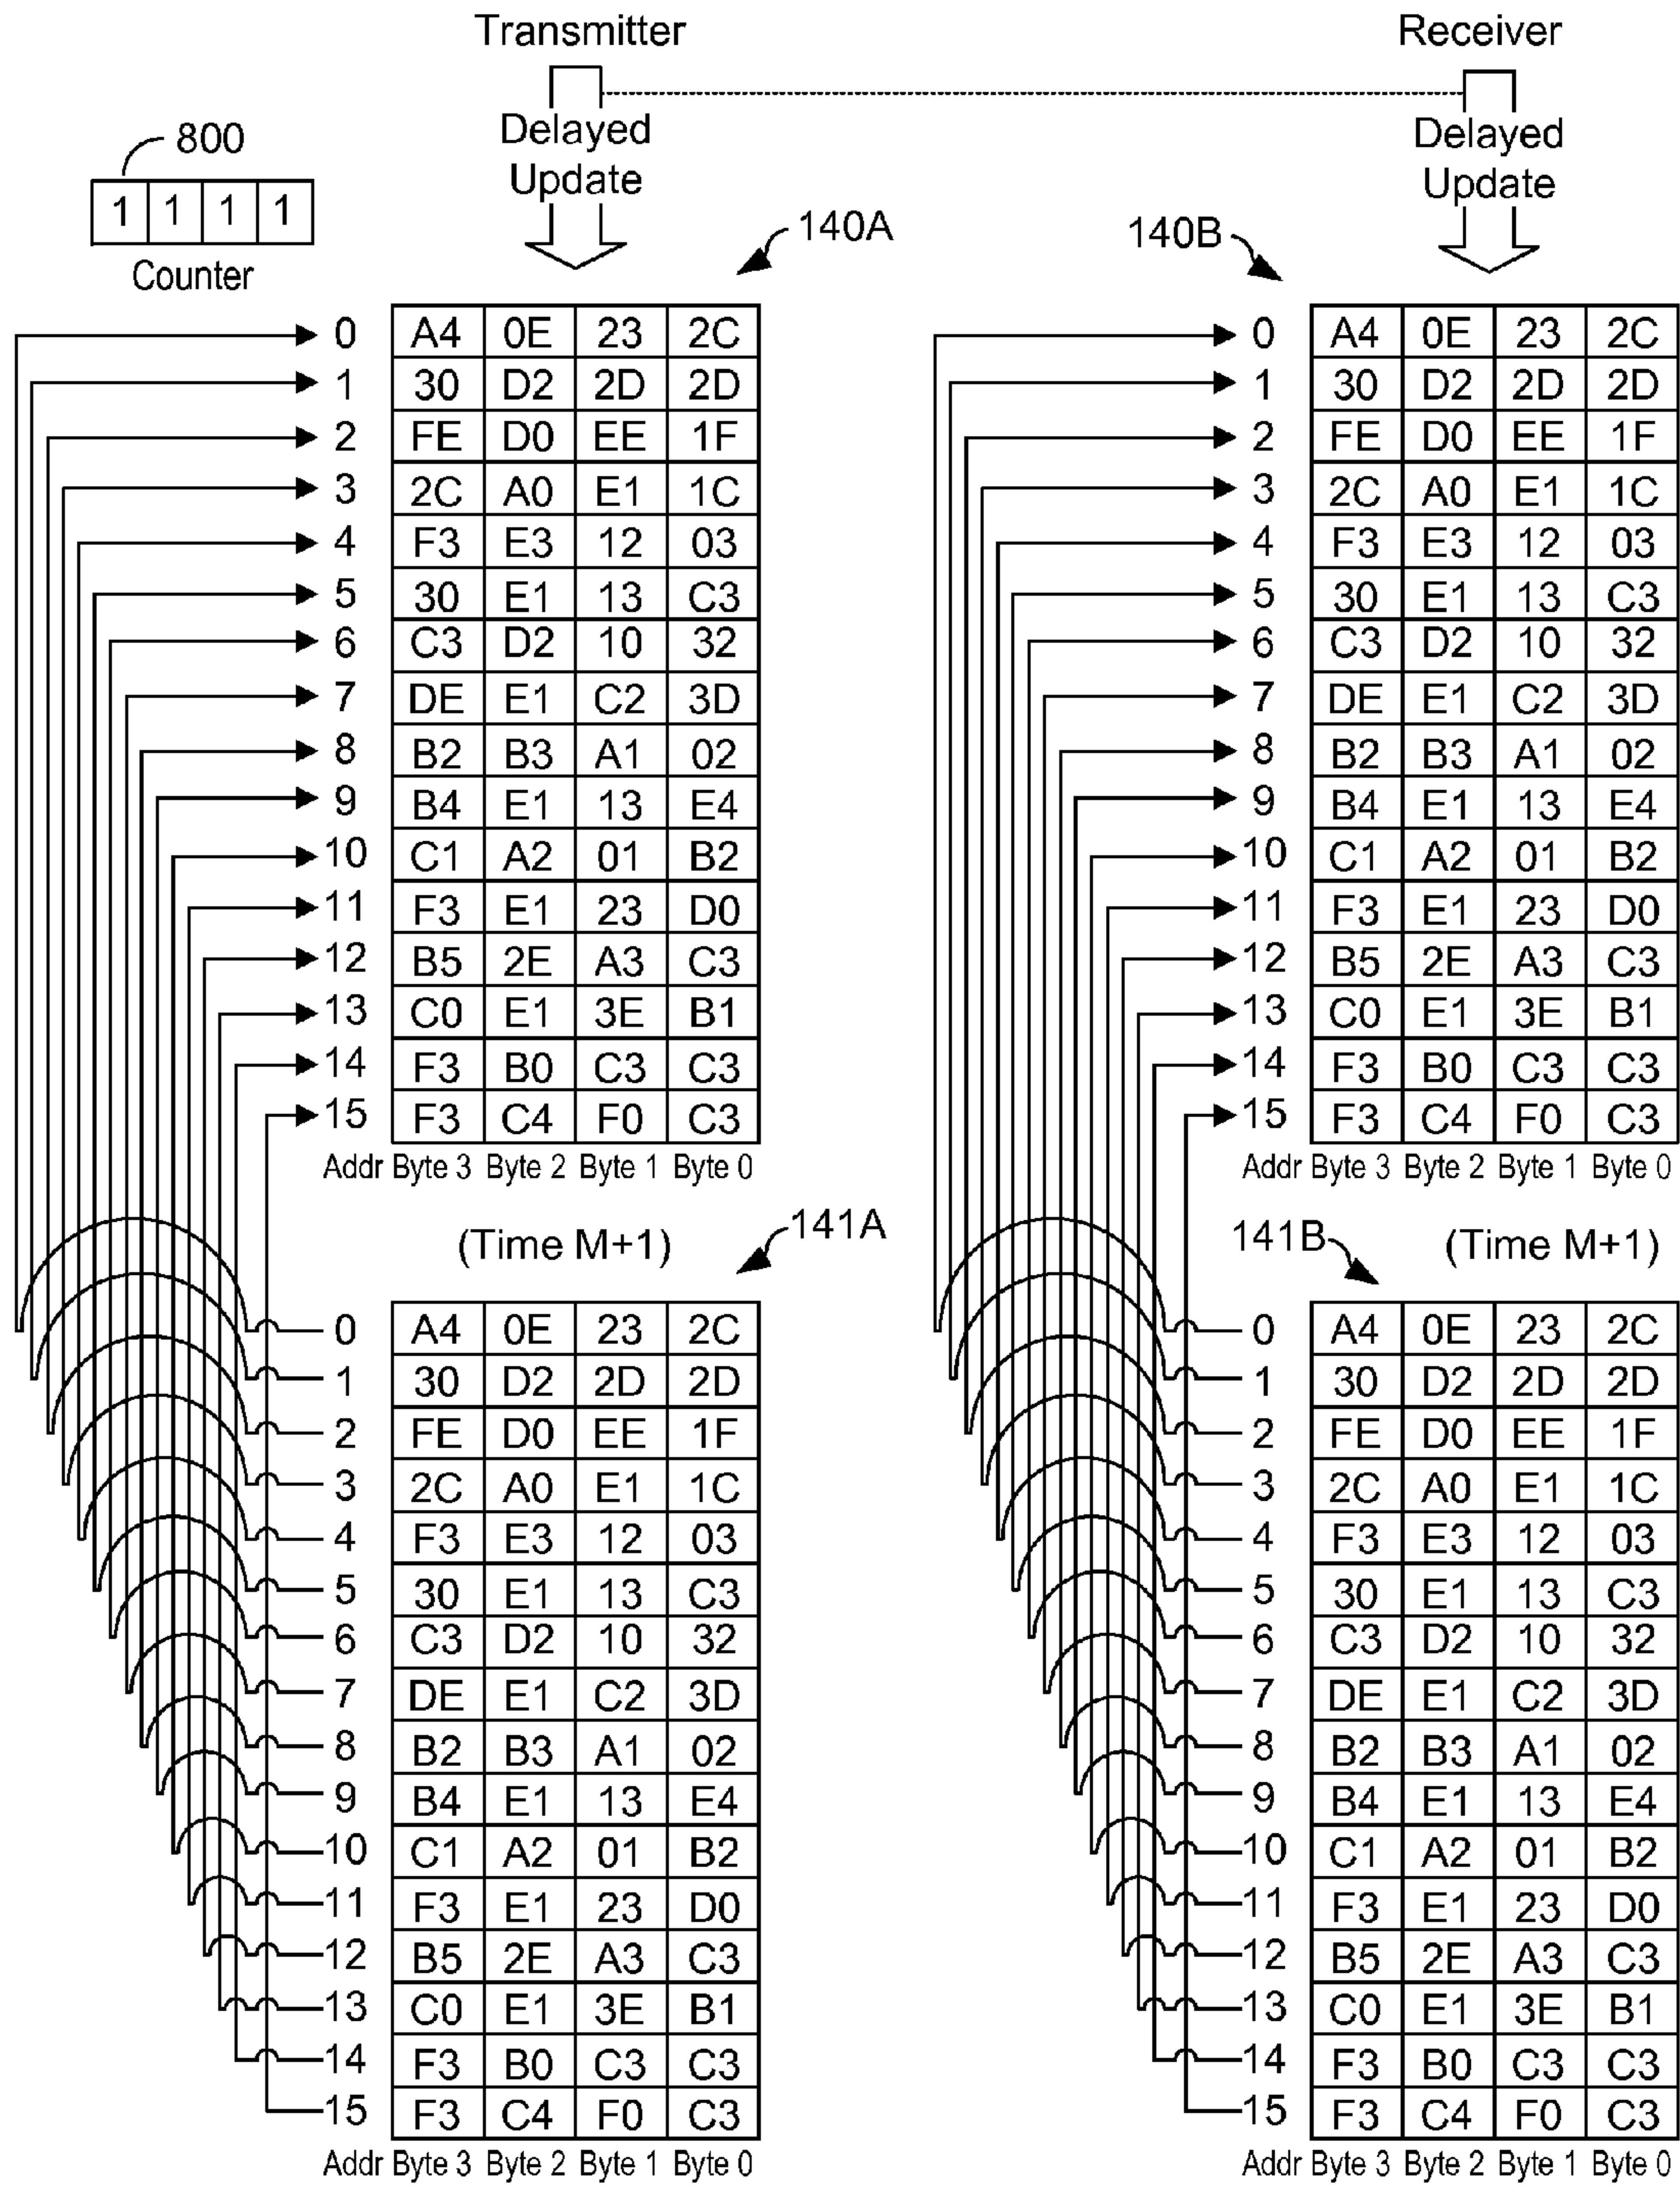 Transmitter Receiver
Delayed Update Delayed Update
800
1 1 1 1
Counter
140A 140B
0 A4 0E 23 2C 0 A4 0E 23 2C
1 30 D2 2D 2D 1 30 D2 2D 2D
2 FE D0 EE 1F 2 FE D0 EE 1F
3 2C A0 E1 1C 3 2C A0 E1 1C
4 F3 E3 12 03 4 F3 E3 12 03
5 30 E1 13 C3 5 30 E1 13 C3
6 C3 D2 10 32 6 C3 D2 10 32
7 DE E1 C2 3D 7 DE E1 C2 3D
8 B2 B3 A1 02 8 B2 B3 A1 02
9 B4 E1 13 E4 9 B4 E1 13 E4
10 C1 A2 01 B2 10 C1 A2 01 B2
11 F3 E1 23 D0 11 F3 E1 23 D0
12 B5 2E A3 C3 12 B5 2E A3 C3
13 C0 E1 3E B1 13 C0 E1 3E B1
14 F3 B0 C3 C3 14 F3 B0 C3 C3
15 F3 C4 F0 C3 15 F3 C4 F0 C3
Addr Byte 3 Byte 2 Byte 1 Byte 0 Addr Byte 3 Byte 2 Byte 1 Byte 0
(Time M+1) 141A 141B (Time M+1)
0 A4 0E 23 2C 0 A4 0E 23 2C
1 30 D2 2D 2D 1 30 D2 2D 2D
2 FE D0 EE 1F 2 FE D0 EE 1F
3 2C A0 E1 1C 3 2C A0 E1 1C
4 F3 E3 12 03 4 F3 E3 12 03
5 30 E1 13 C3 5 30 E1 13 C3
6 C3 D2 10 32 6 C3 D2 10 32
7 DE E1 C2 3D 7 DE E1 C2 3D
8 B2 B3 A1 02 8 B2 B3 A1 02
9 B4 E1 13 E4 9 B4 E1 13 E4
10 C1 A2 01 B2 10 C1 A2 01 B2
11 F3 E1 23 D0 11 F3 E1 23 D0
12 B5 2E A3 C3 12 B5 2E A3 C3
13 C0 E1 3E B1 13 C0 E1 3E B1
14 F3 B0 C3 C3 14 F3 B0 C3 C3
15 F3 C4 F0 C3 15 F3 C4 F0 C3
Addr Byte 3 Byte 2 Byte 1 Byte 0 Addr Byte 3 Byte 2 Byte 1 Byte 0